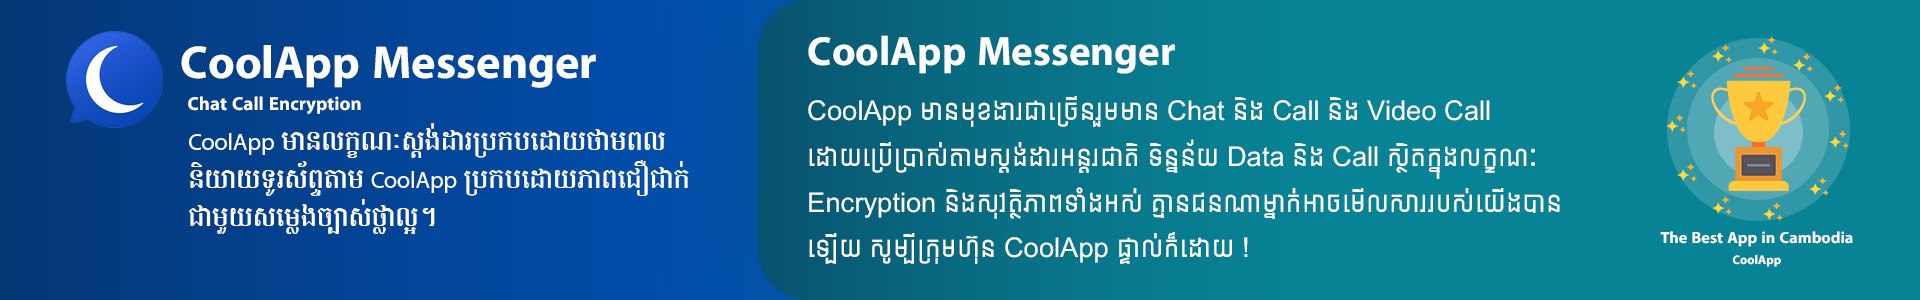 CoolApp Messenger
Chat Call Encryption
CoolApp មានលក្ខណៈស្តង់ដារប្រកបដោយថាមពល
និយាយទូរស័ព្ទតាម CoolApp ប្រកបដោយភាពជឿជាក់
ជាមួយសម្លេងច្បាស់ថ្លាល្អ។
CoolApp Messenger
CoolApp មានមុខងារជាច្រើនរួមមាន Chat និង Call និង Video Call
ដោយប្រើប្រាស់តាមស្តង់ដារអន្តរជាតិ ទិន្នន័យ Data និង Call ស្ថិតក្នុងលក្ខណៈ
Encryption និងសុវត្ថិភាពទាំងអស់ គ្មានជនណាម្នាក់អាចមើលសាររបស់យើងបាន
ឡើយ សូម្បីក្រុមហ៊ុន CoolApp ផ្ទាល់ក៏ដោយ !
The Best App in Cambodia
CoolApp